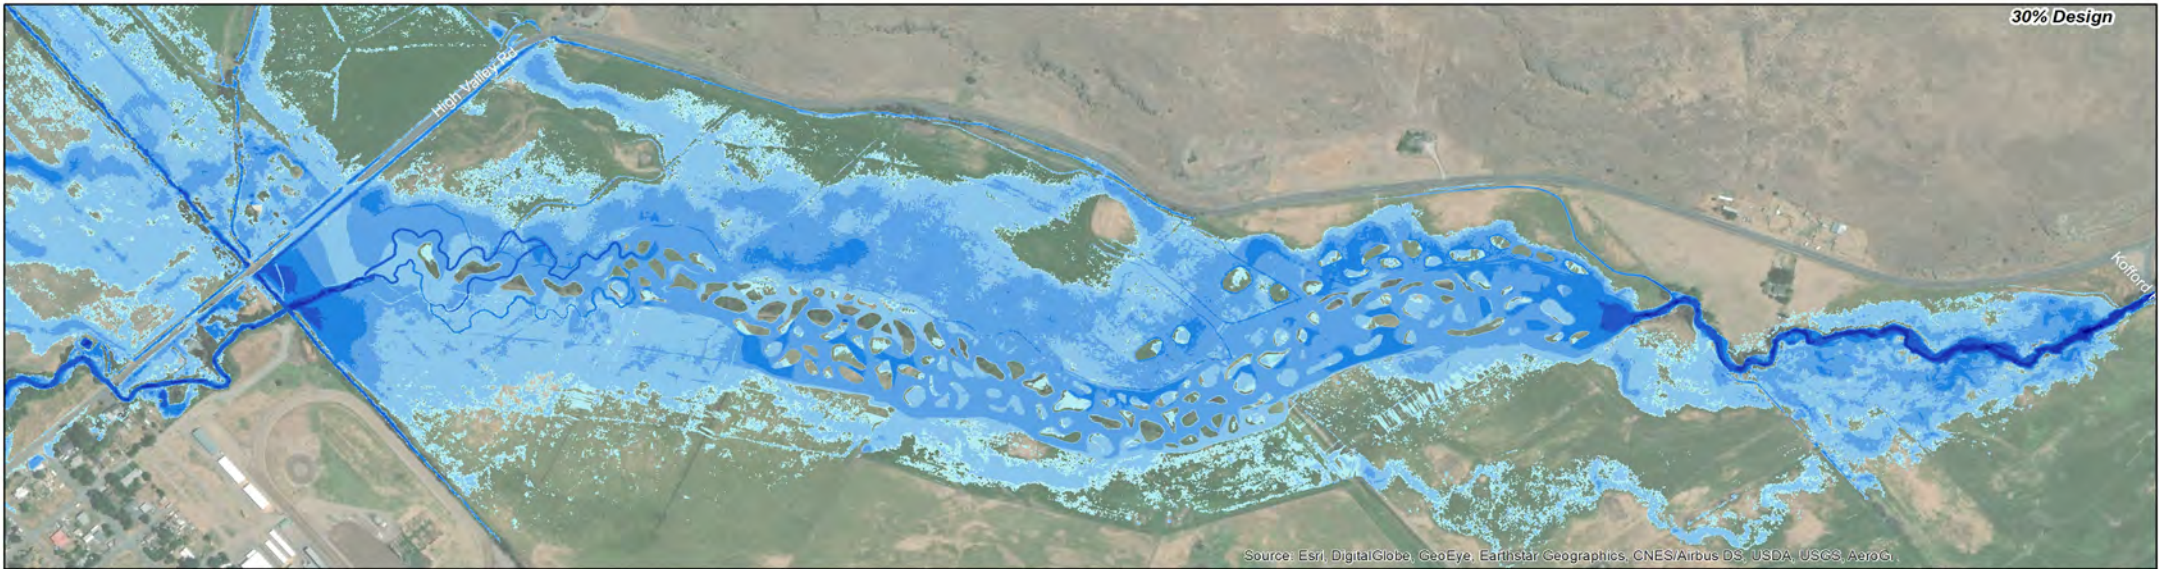 30% Design
High Valley Rd
Kofford
Source: Esri, DigitalGlobe, GeoEye, Earthstar Geographics, CNES/Airbus DS, USDA, USGS, AeroG